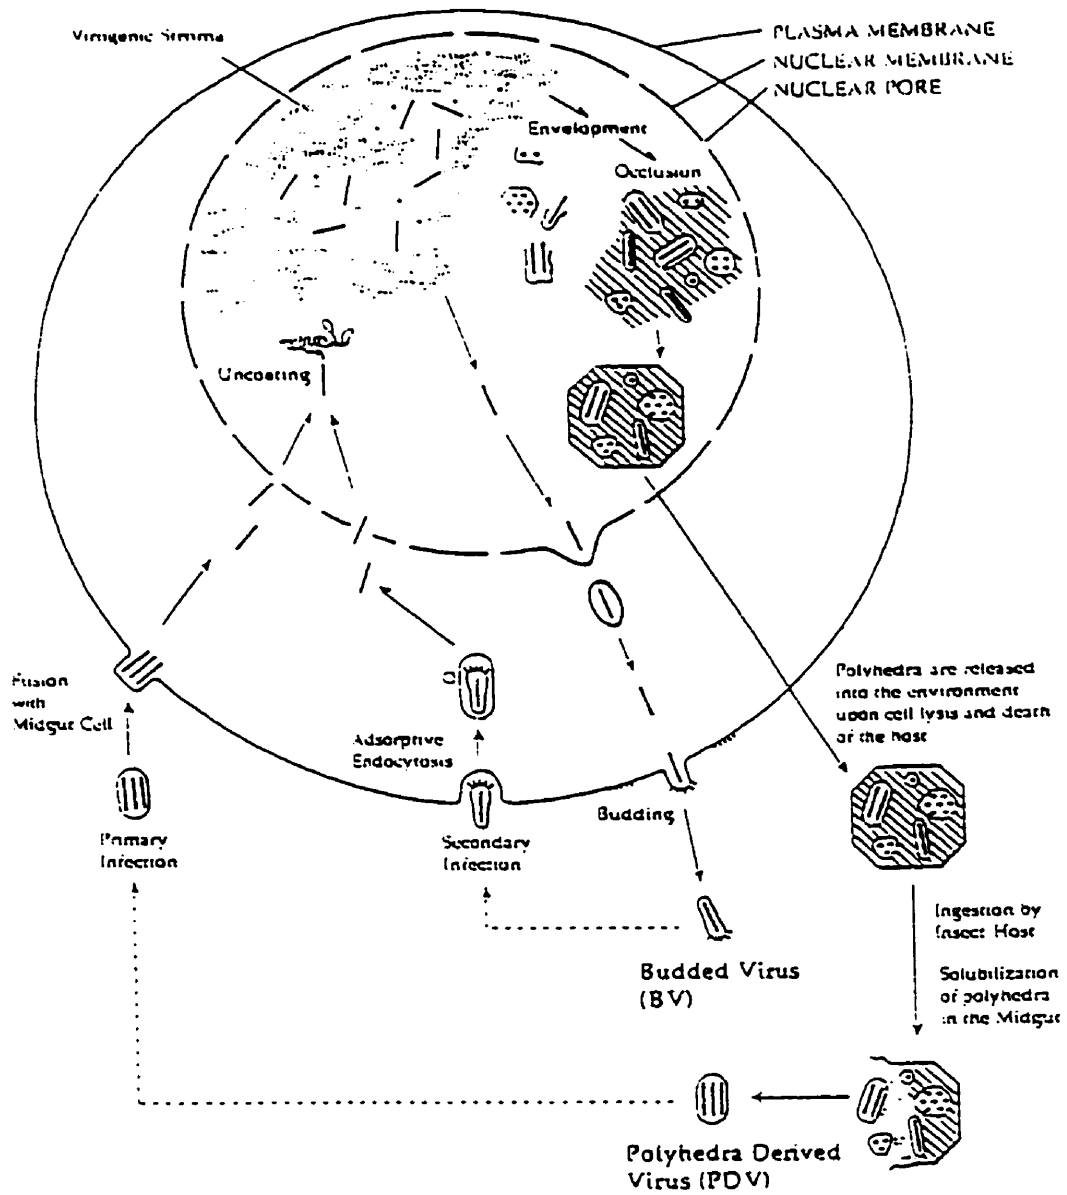 Virogenic Stroma
PLASMA MEMBRANE
NUCLEAR MEMBRANE
NUCLEAR PORE
Envelopment
Occlusion
Uncoating
Fusion
with
Midgut Cell
Adsorptive
Endocytosis
Polyhedra are released
into the environment
upon cell lysis and death
of the host
Budding
Primary
Infection
Secondary
Infection
Ingestion by
Insect Host
Solubilization
of polyhedra
in the Midgut
Budded Virus
(BV)
Polyhedra Derived
Virus (PDV)